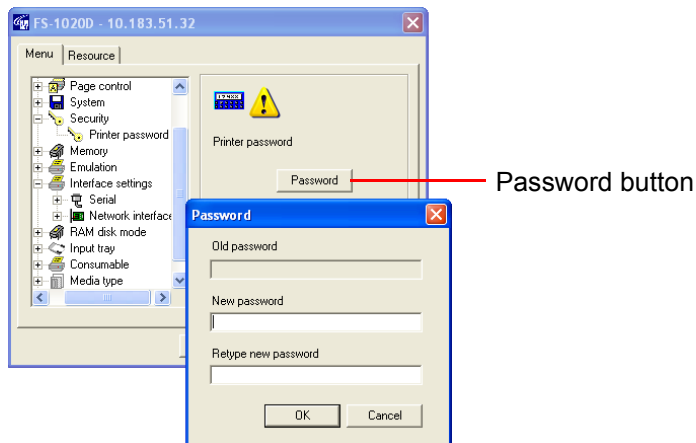 FS-1020D - 10.183.51.32
Menu
Resource
Page control
System
Security
Printer password
Memory
Emulation
Interface settings
Serial
Network interface
RAM disk mode
Input tray
Consumable
Media type
Printer password
Password
Password button
Password
Old password
New password
Retype new password
OK
Cancel